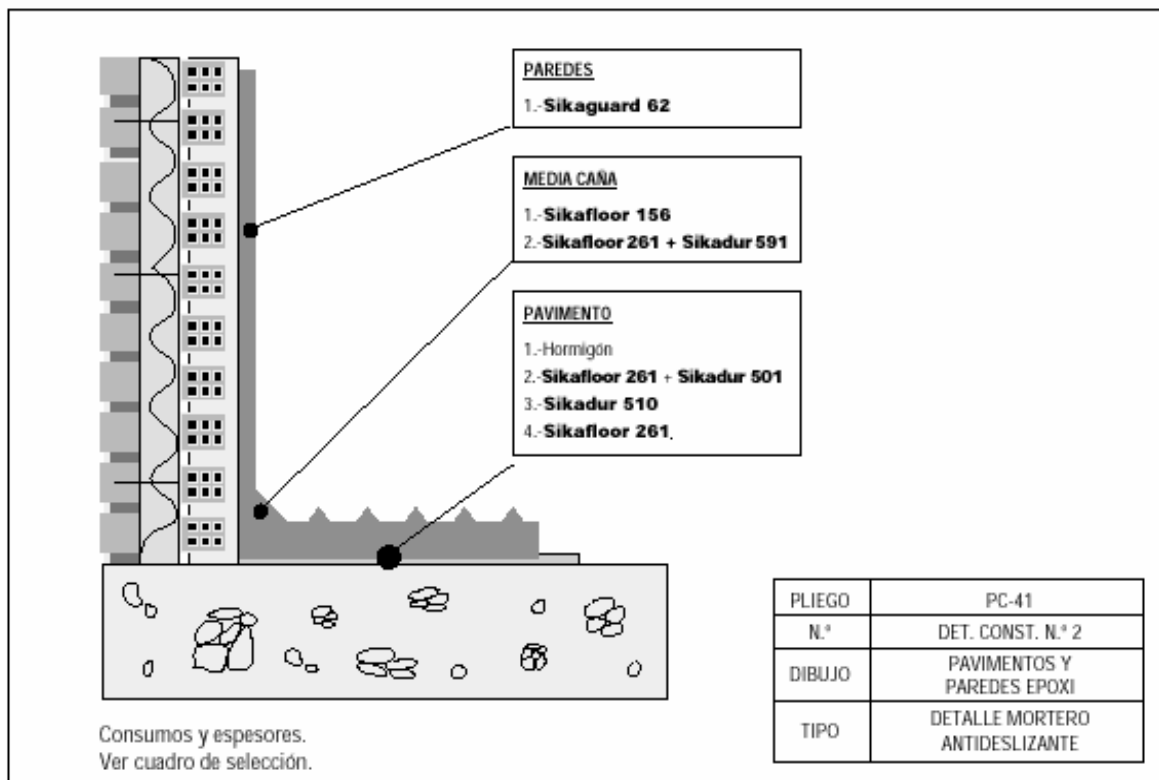 PAREDES
1.-Sikaguard 62
MEDIA CAÑA
1.-Sikafloor 156
2.-Sikafloor 261 + Sikadur 591
PAVIMENTO
1.-Hormigón
2.-Sikafloor 261 + Sikadur 501
3.-Sikadur 510
4.-Sikafloor 261.
PLIEGO PC-41
N.º DET. CONST. N.º 2
DIBUJO PAVIMENTOS Y
PAREDES EPOXI
TIPO DETALLE MORTERO
ANTIDESLIZANTE
Consumos y espesores.
Ver cuadro de selección.